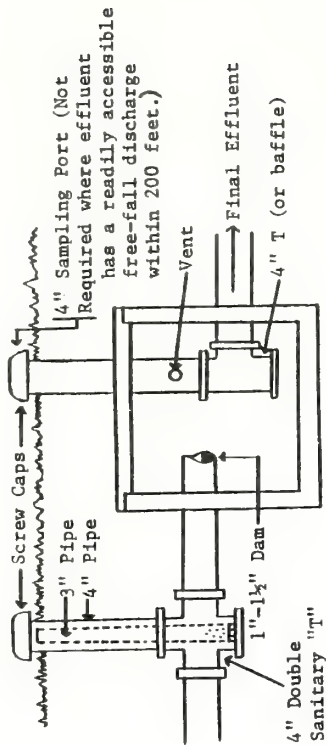 Screw Caps
3" Pipe
4" Pipe
4" Sampling Port (Not
Required where effluent
has a readily accessible
free-fall discharge
within 200 feet.)
Vent
Final Effluent
4" T (or baffle)
1"-1½" Dam
4" Double
Sanitary "T"